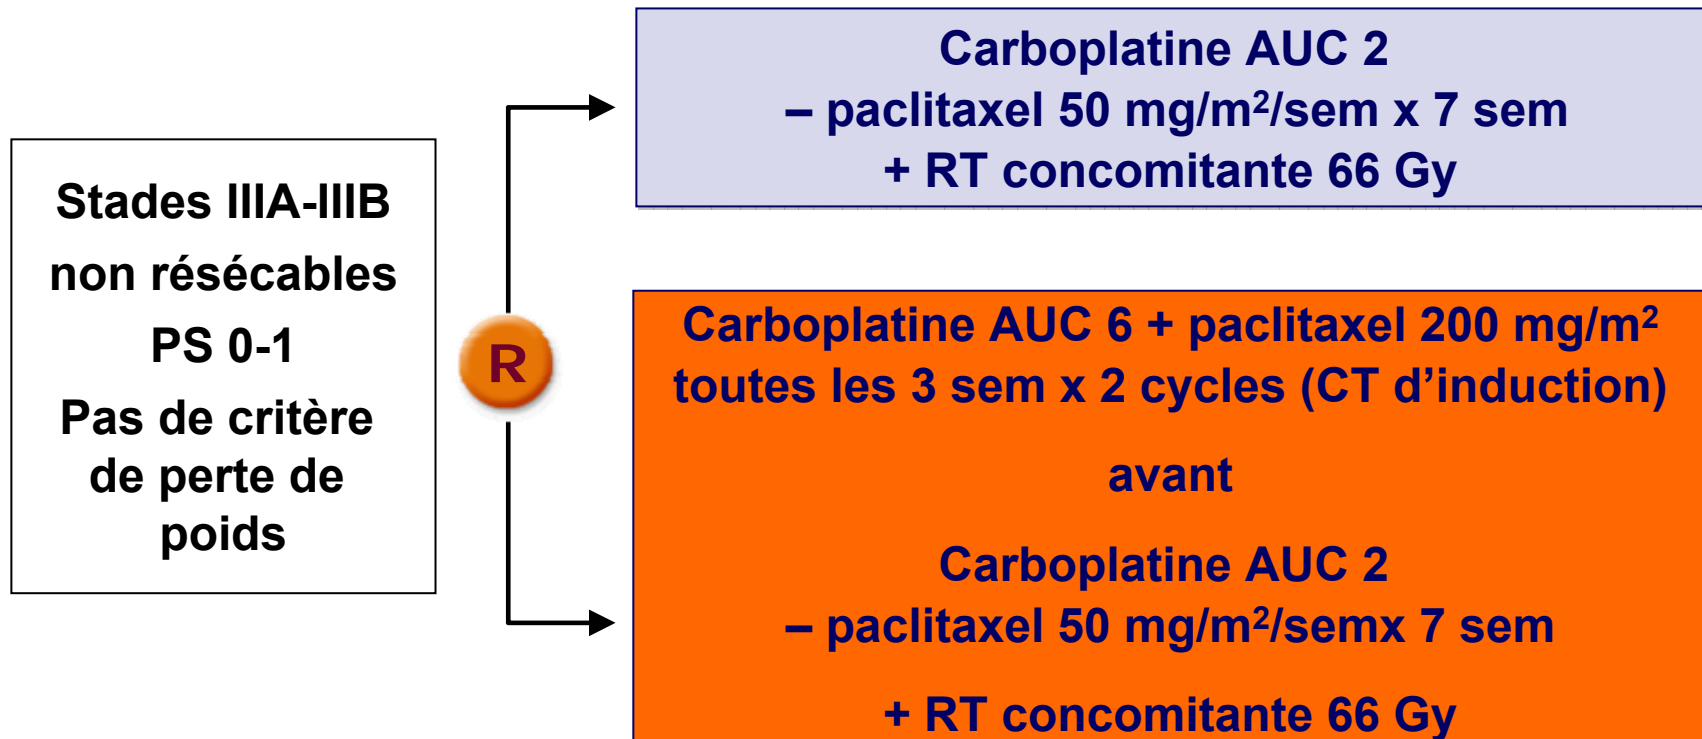 Stades IIIA-IIIB
non résécables
PS 0-1
Pas de critère
de perte de
poids
R
Carboplatine AUC 2
– paclitaxel 50 mg/m²/sem x 7 sem
+ RT concomitante 66 Gy
Carboplatine AUC 6 + paclitaxel 200 mg/m²
toutes les 3 sem x 2 cycles (CT d’induction)
avant
Carboplatine AUC 2
– paclitaxel 50 mg/m²/semx 7 sem
+ RT concomitante 66 Gy